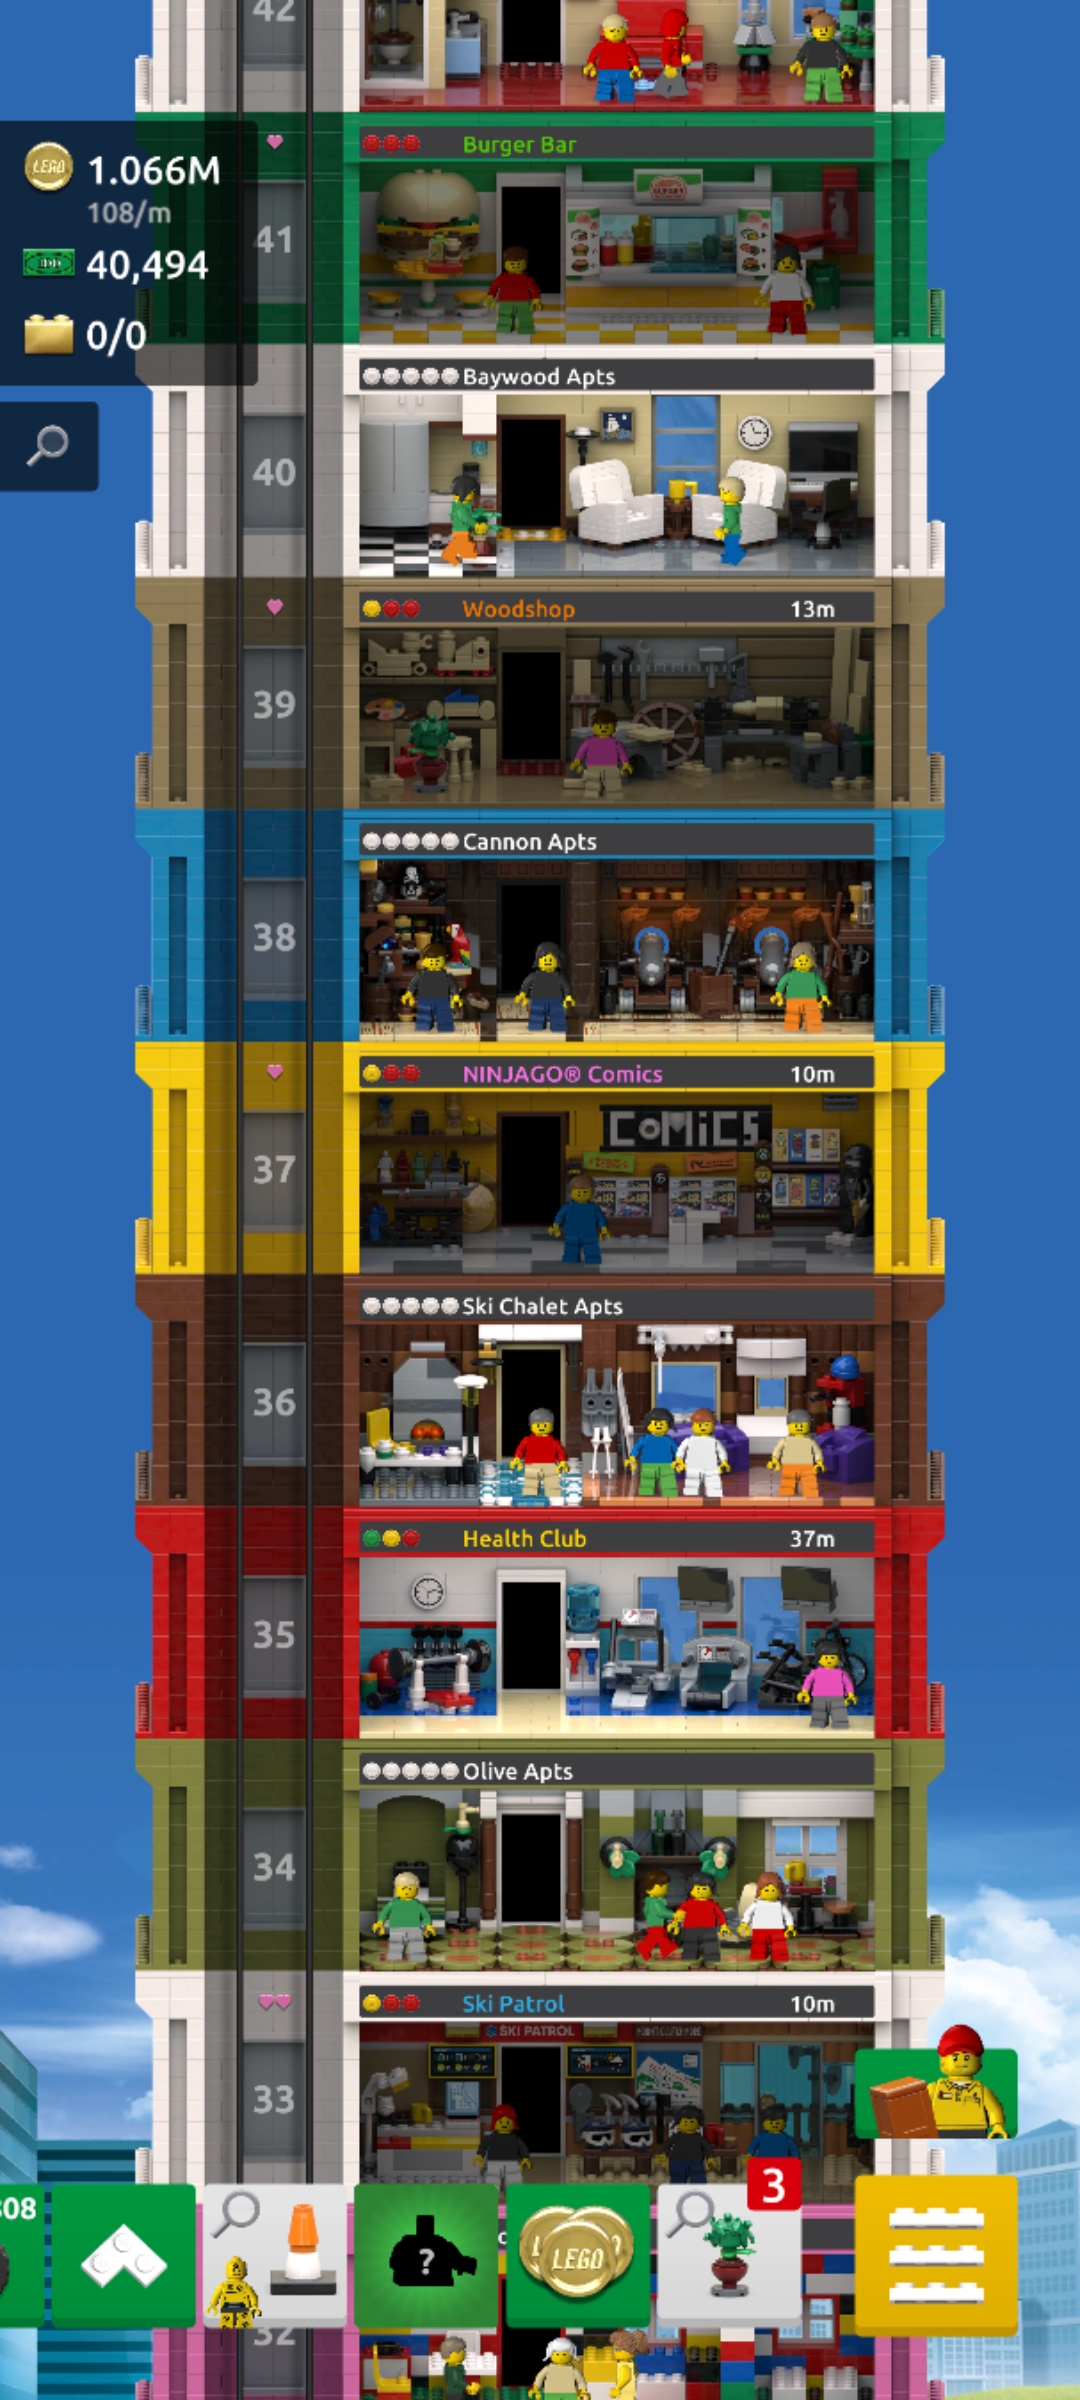 42
Burger Bar
LEGO 1.066M
108/m
41
40,494
0/0
Baywood Apts
40
Woodshop 13m
39
Cannon Apts
38
NINJAGO® Comics 10m
COMiCS
37
Ski Chalet Apts
36
Health Club 37m
35
Olive Apts
34
Ski Patrol 10m
SKI PATROL
33
3
808
?
LEGO
32